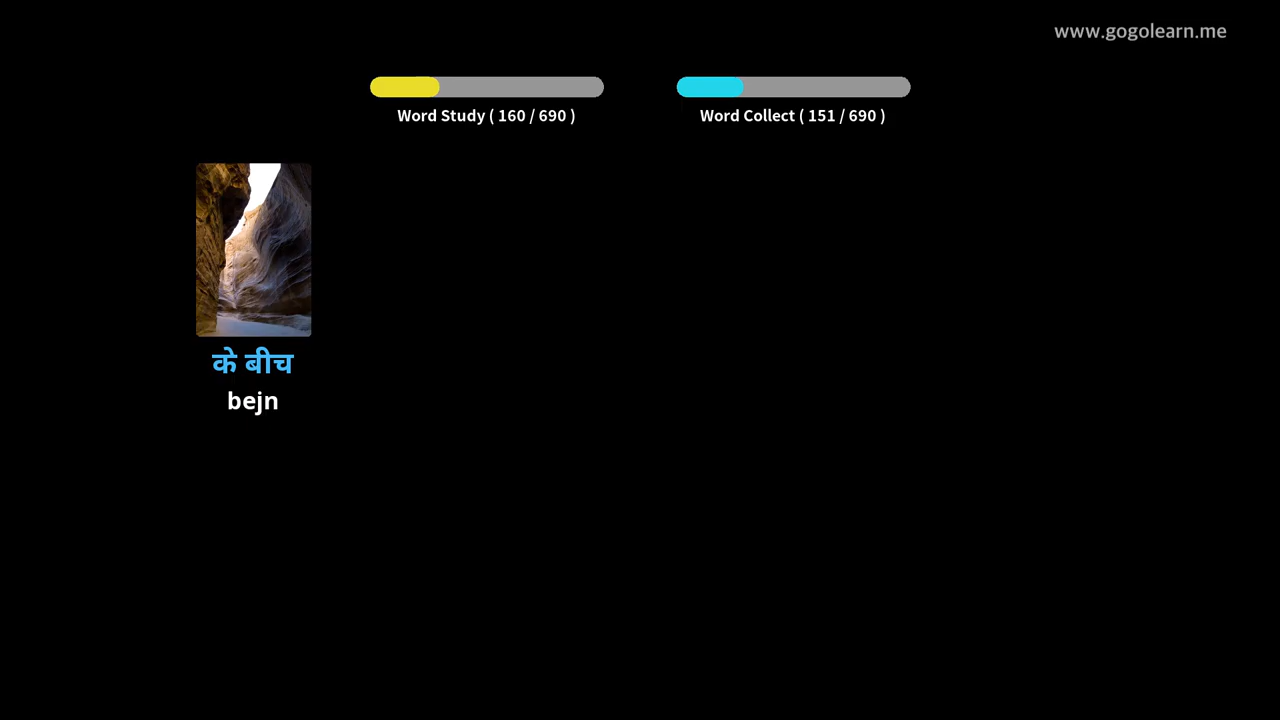 www.gogolearn.me
Word Study ( 160 / 690 )
Word Collect ( 151 / 690 )
के बीच
bejn